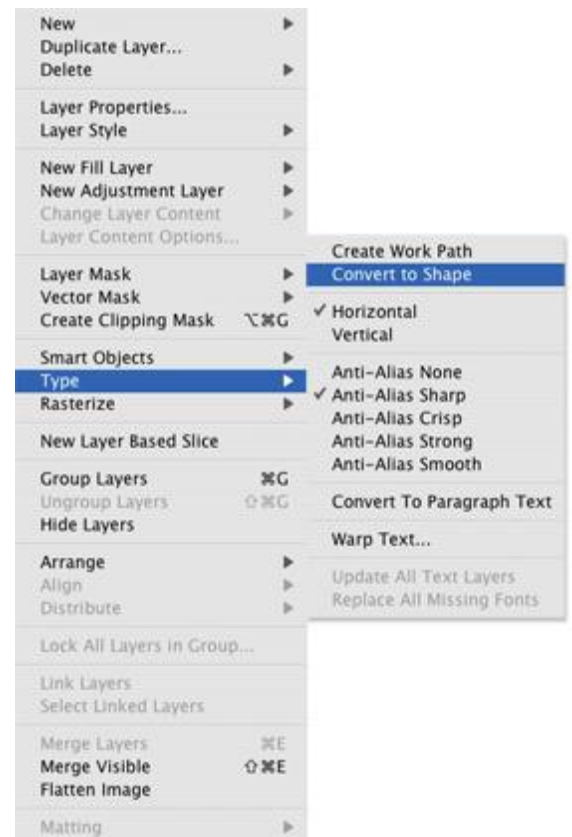 New
Duplicate Layer...
Delete
Layer Properties...
Layer Style
New Fill Layer
New Adjustment Layer
Change Layer Content
Layer Content Options...
Layer Mask
Vector Mask
Create Clipping Mask ⌥⌘G
Smart Objects
Type
Rasterize
New Layer Based Slice
Group Layers ⌘G
Ungroup Layers ⇧⌘G
Hide Layers
Arrange
Align
Distribute
Lock All Layers in Group...
Link Layers
Select Linked Layers
Merge Layers ⌘E
Merge Visible ⇧⌘E
Flatten Image
Matting
Create Work Path
Convert to Shape
✓ Horizontal
Vertical
Anti-Alias None
✓ Anti-Alias Sharp
Anti-Alias Crisp
Anti-Alias Strong
Anti-Alias Smooth
Convert To Paragraph Text
Warp Text...
Update All Text Layers
Replace All Missing Fonts